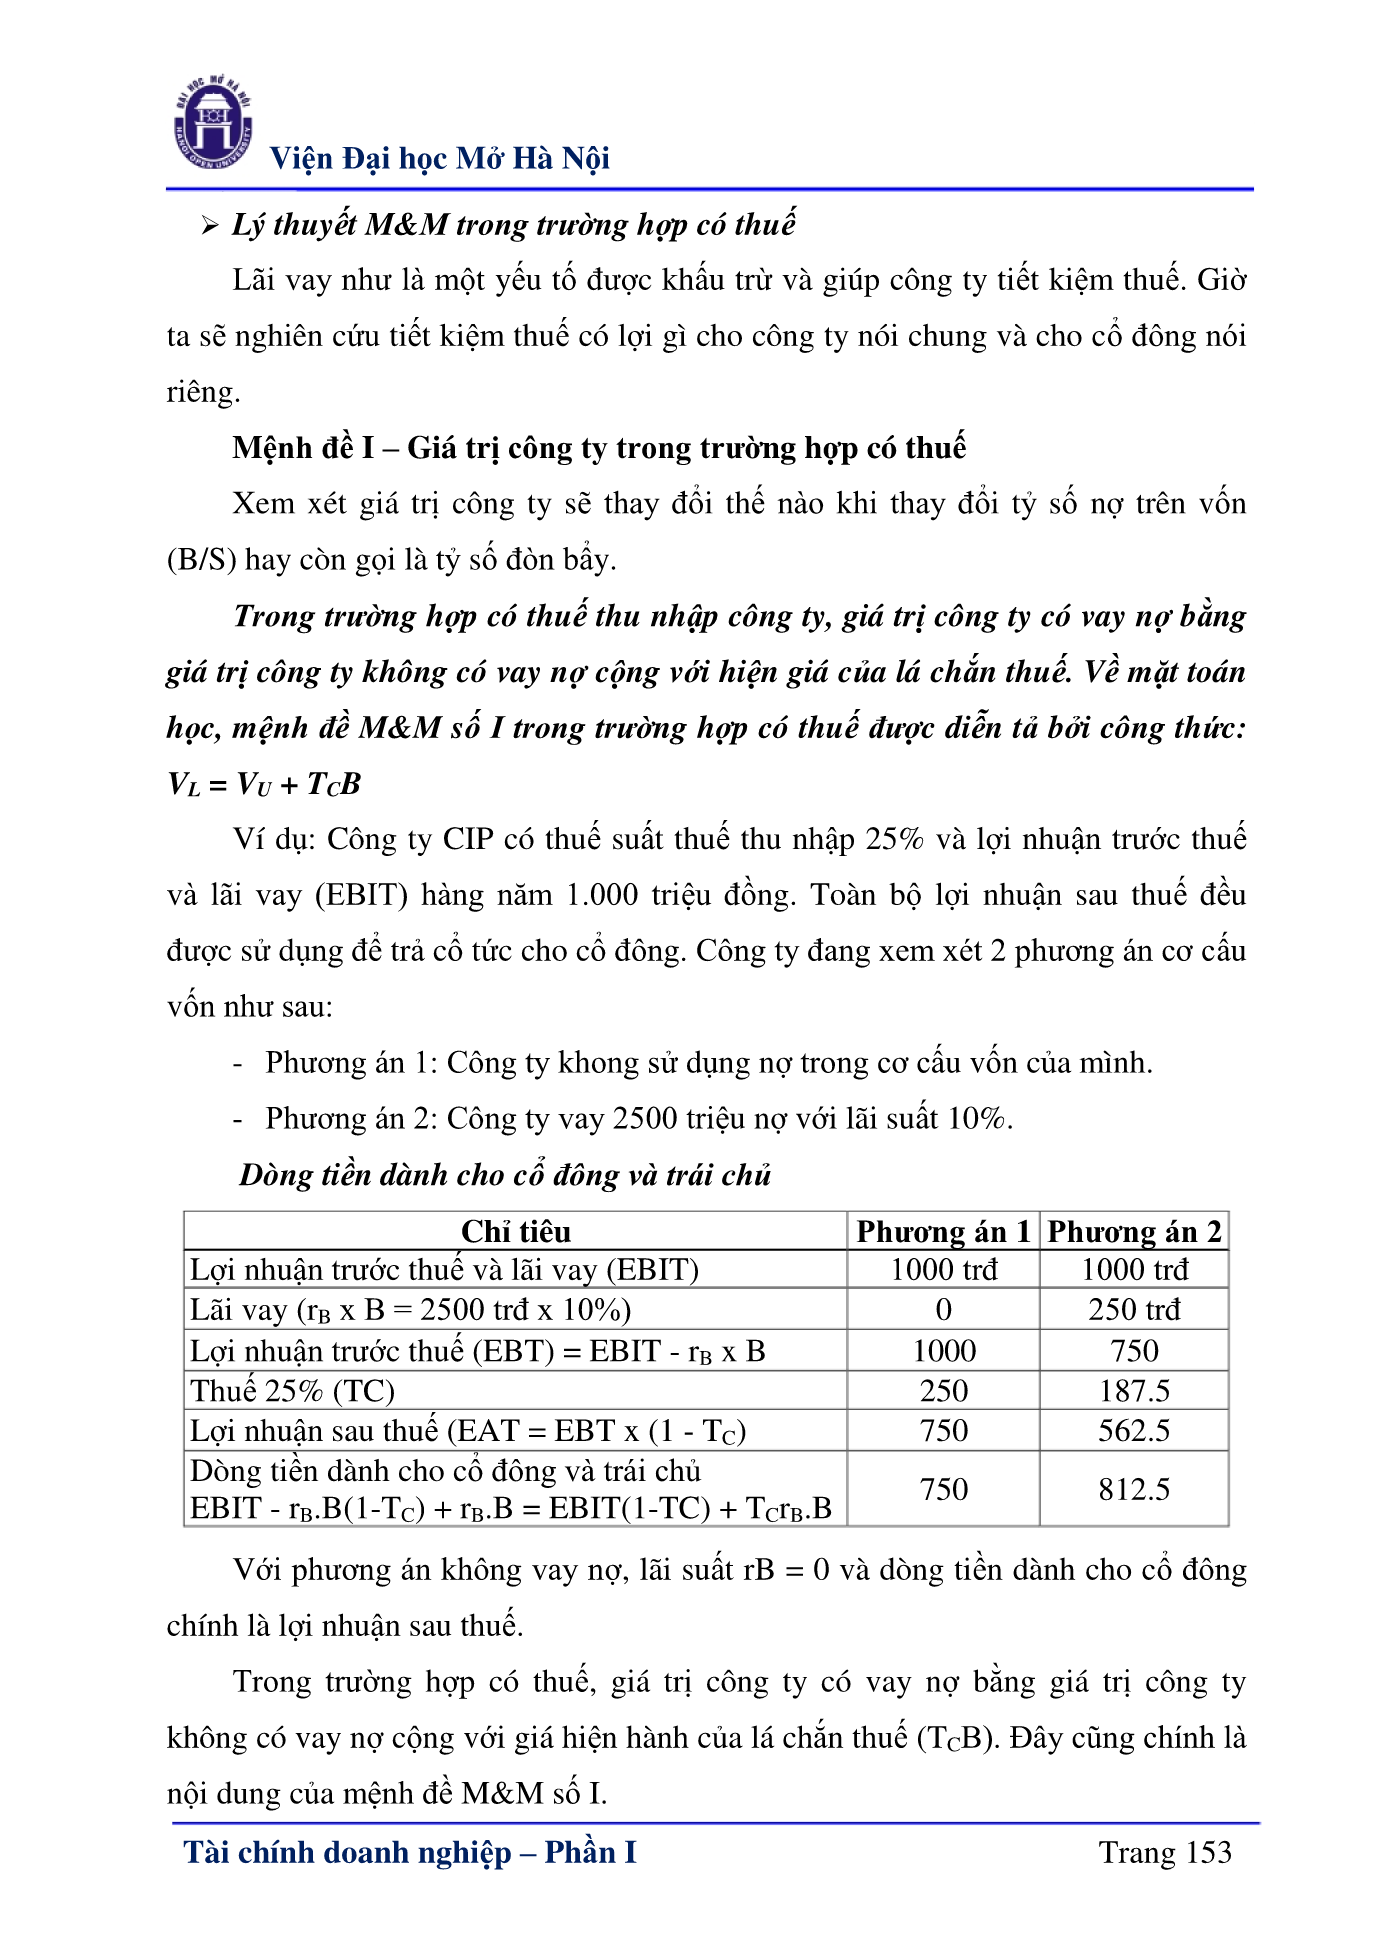 ĐẠI HỌC MỞ HÀ NỘI
HANOI OPEN UNIVERSITY
Viện Đại học Mở Hà Nội
➢ Lý thuyết M&M trong trường hợp có thuế
Lãi vay như là một yếu tố được khấu trừ và giúp công ty tiết kiệm thuế. Giờ
ta sẽ nghiên cứu tiết kiệm thuế có lợi gì cho công ty nói chung và cho cổ đông nói
riêng.
Mệnh đề I – Giá trị công ty trong trường hợp có thuế
Xem xét giá trị công ty sẽ thay đổi thế nào khi thay đổi tỷ số nợ trên vốn
(B/S) hay còn gọi là tỷ số đòn bẩy.
Trong trường hợp có thuế thu nhập công ty, giá trị công ty có vay nợ bằng
giá trị công ty không có vay nợ cộng với hiện giá của lá chắn thuế. Về mặt toán
học, mệnh đề M&M số I trong trường hợp có thuế được diễn tả bởi công thức:
VL = VU + TCB
Ví dụ: Công ty CIP có thuế suất thuế thu nhập 25% và lợi nhuận trước thuế
và lãi vay (EBIT) hàng năm 1.000 triệu đồng. Toàn bộ lợi nhuận sau thuế đều
được sử dụng để trả cổ tức cho cổ đông. Công ty đang xem xét 2 phương án cơ cấu
vốn như sau:
- Phương án 1: Công ty khong sử dụng nợ trong cơ cấu vốn của mình.
- Phương án 2: Công ty vay 2500 triệu nợ với lãi suất 10%.
Dòng tiền dành cho cổ đông và trái chủ
Chỉ tiêu Phương án 1 Phương án 2
Lợi nhuận trước thuế và lãi vay (EBIT) 1000 trđ 1000 trđ
Lãi vay (rB x B = 2500 trđ x 10%) 0 250 trđ
Lợi nhuận trước thuế (EBT) = EBIT - rB x B 1000 750
Thuế 25% (TC) 250 187.5
Lợi nhuận sau thuế (EAT = EBT x (1 - TC) 750 562.5
Dòng tiền dành cho cổ đông và trái chủ
EBIT - rB.B(1-TC) + rB.B = EBIT(1-TC) + TCrB.B 750 812.5
Với phương án không vay nợ, lãi suất rB = 0 và dòng tiền dành cho cổ đông
chính là lợi nhuận sau thuế.
Trong trường hợp có thuế, giá trị công ty có vay nợ bằng giá trị công ty
không có vay nợ cộng với giá hiện hành của lá chắn thuế (TCB). Đây cũng chính là
nội dung của mệnh đề M&M số I.
Tài chính doanh nghiệp – Phần I Trang 153